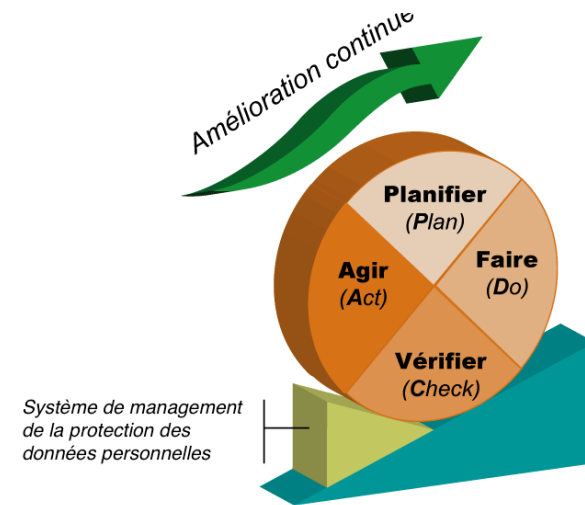 Amélioration continue
Planifier
(Plan)
Agir
(Act)
Faire
(Do)
Vérifier
(Check)
Système de management
de la protection des
données personnelles